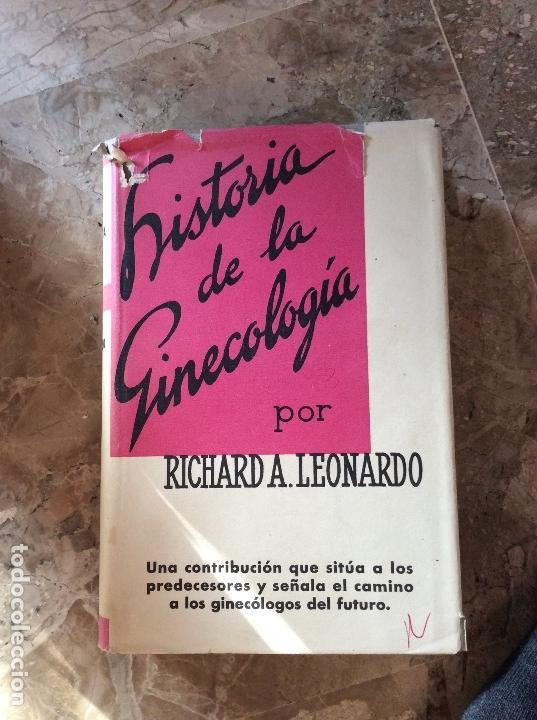 Historia
de la
Ginecología
por
RICHARD A. LEONARDO
Una contribución que sitúa a los
predecesores y señala el camino
a los ginecólogos del futuro.
N
todocoleccion